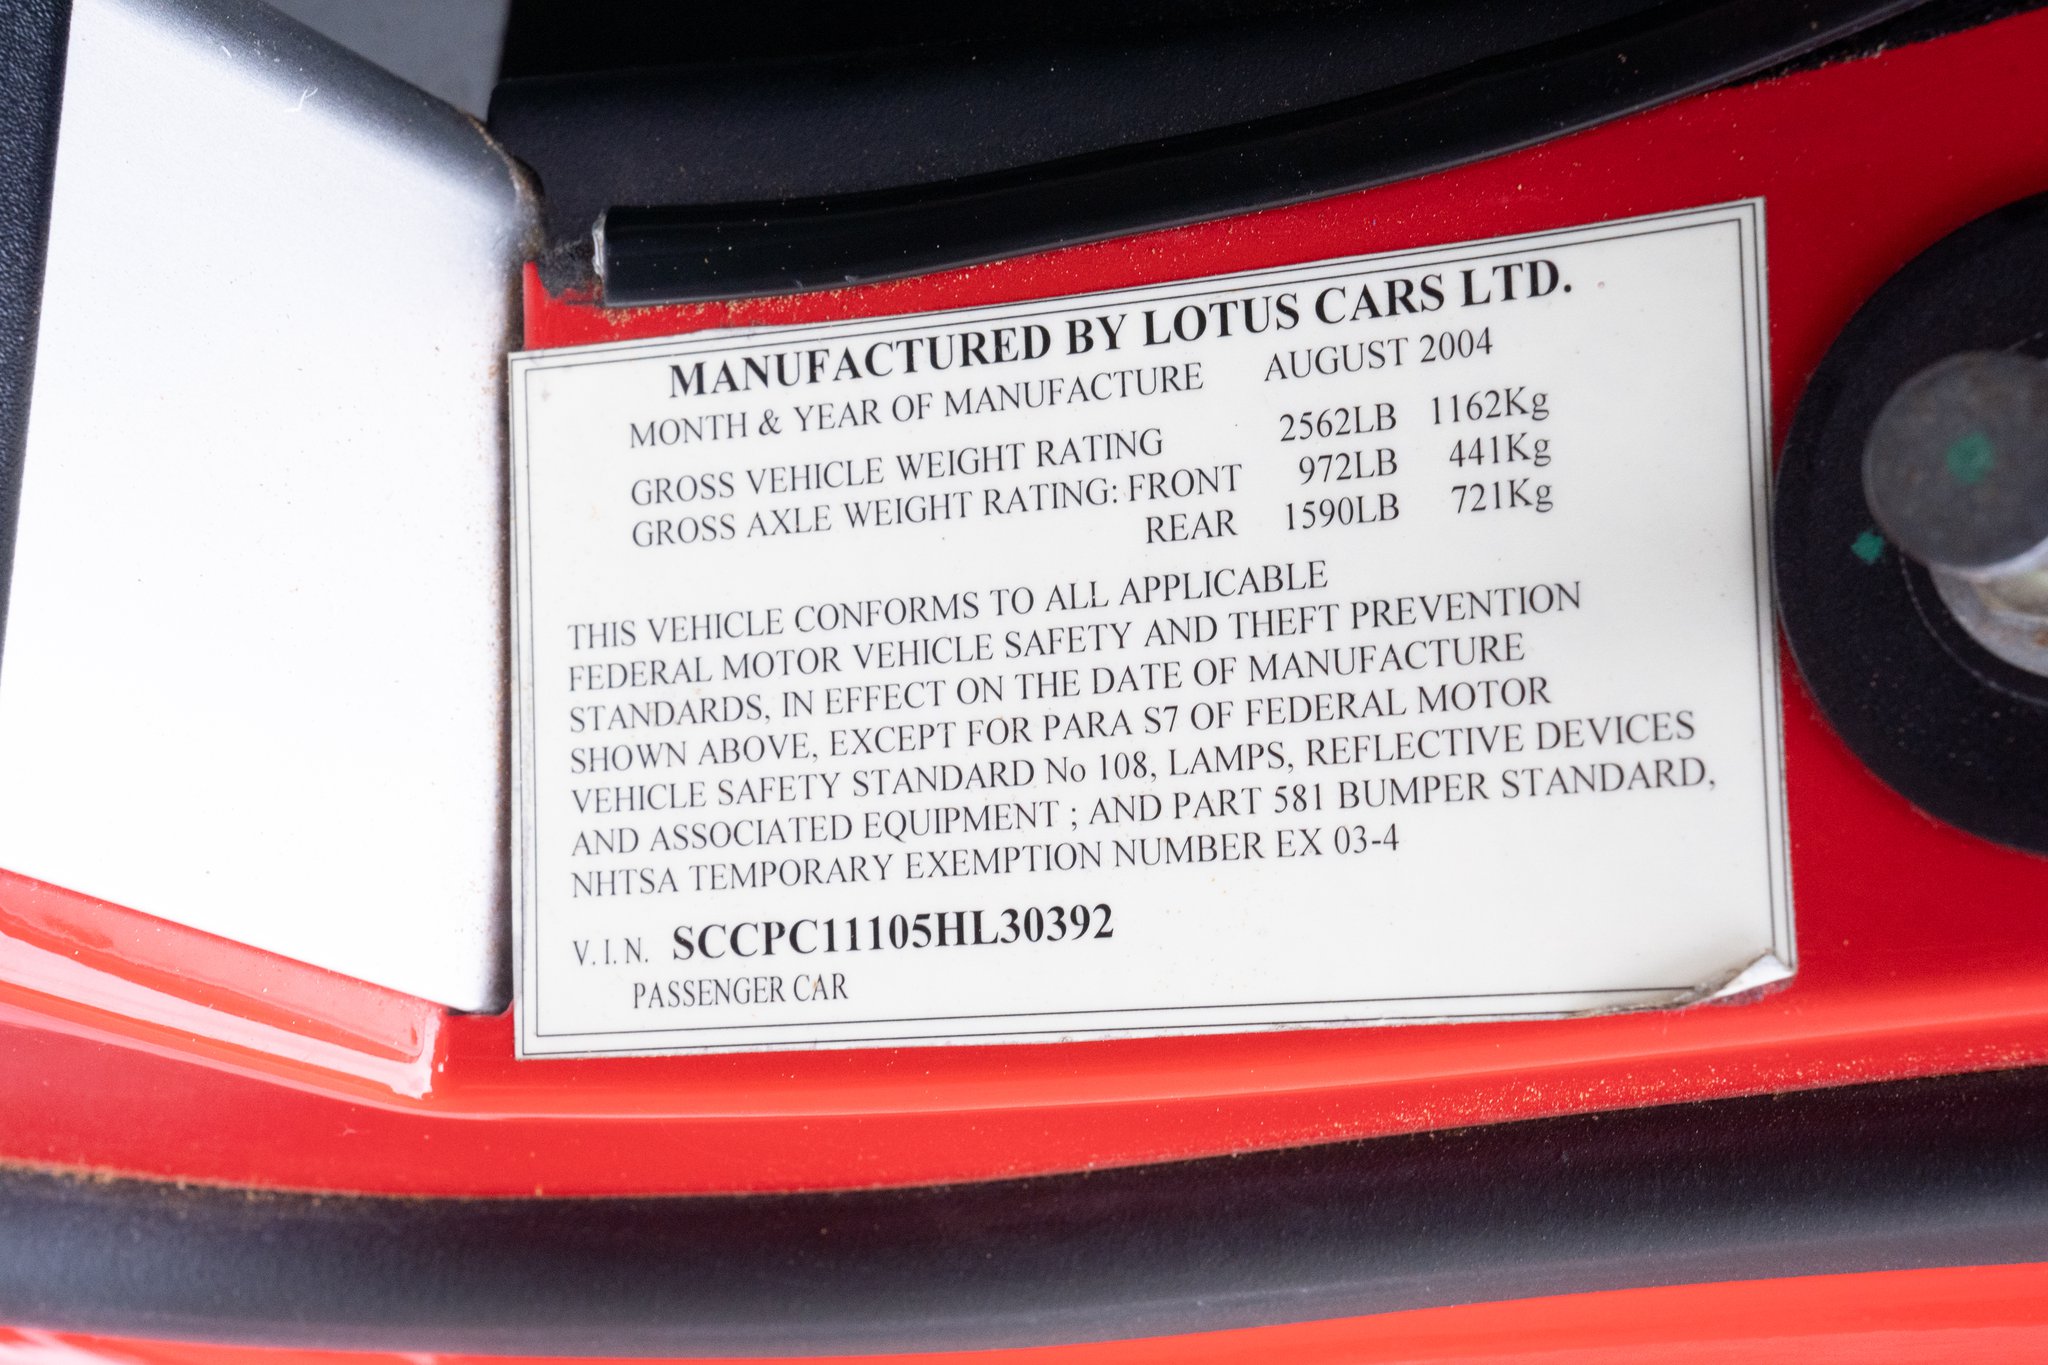 MANUFACTURED BY LOTUS CARS LTD.
MONTH & YEAR OF MANUFACTURE AUGUST 2004
GROSS VEHICLE WEIGHT RATING 2562LB 1162Kg
GROSS AXLE WEIGHT RATING: FRONT 972LB 441Kg
REAR 1590LB 721Kg
THIS VEHICLE CONFORMS TO ALL APPLICABLE
FEDERAL MOTOR VEHICLE SAFETY AND THEFT PREVENTION
STANDARDS, IN EFFECT ON THE DATE OF MANUFACTURE
SHOWN ABOVE, EXCEPT FOR PARA S7 OF FEDERAL MOTOR
VEHICLE SAFETY STANDARD No 108, LAMPS, REFLECTIVE DEVICES
AND ASSOCIATED EQUIPMENT ; AND PART 581 BUMPER STANDARD,
NHTSA TEMPORARY EXEMPTION NUMBER EX 03-4
V.I.N. SCCPC11105HL30392
PASSENGER CAR